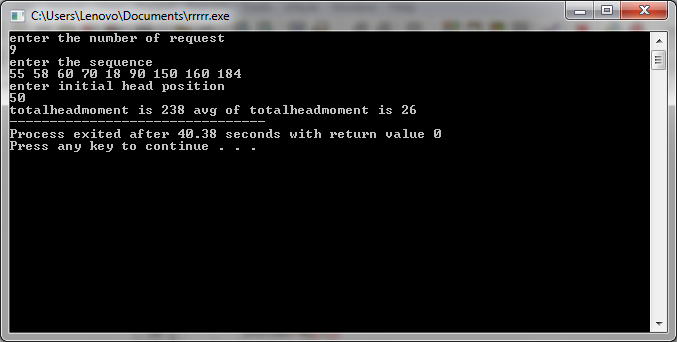 C:\Users\Lenovo\Documents\rrrrr.exe
enter the number of request
9
enter the sequence
55 58 60 70 18 90 150 160 184
enter initial head position
50
totalheadmoment is 238 avg of totalheadmoment is 26
--------------------------------
Process exited after 40.38 seconds with return value 0
Press any key to continue . . .